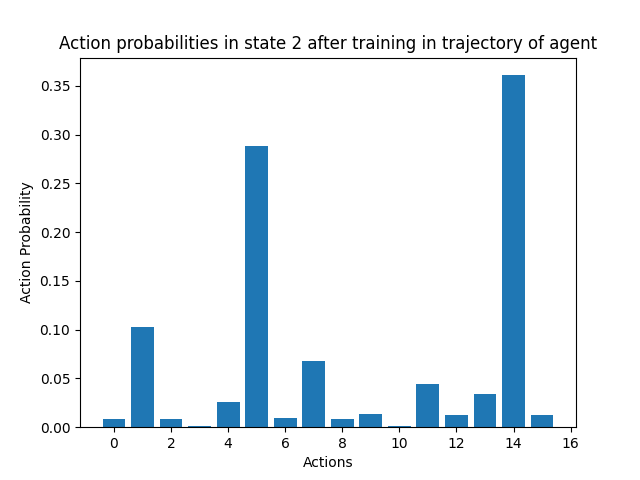 Action probabilities in state 2 after training in trajectory of agent
0.35
0.30
0.25
0.20
0.15
0.10
0.05
0.00
Action Probability
0 2 4 6 8 10 12 14 16
Actions